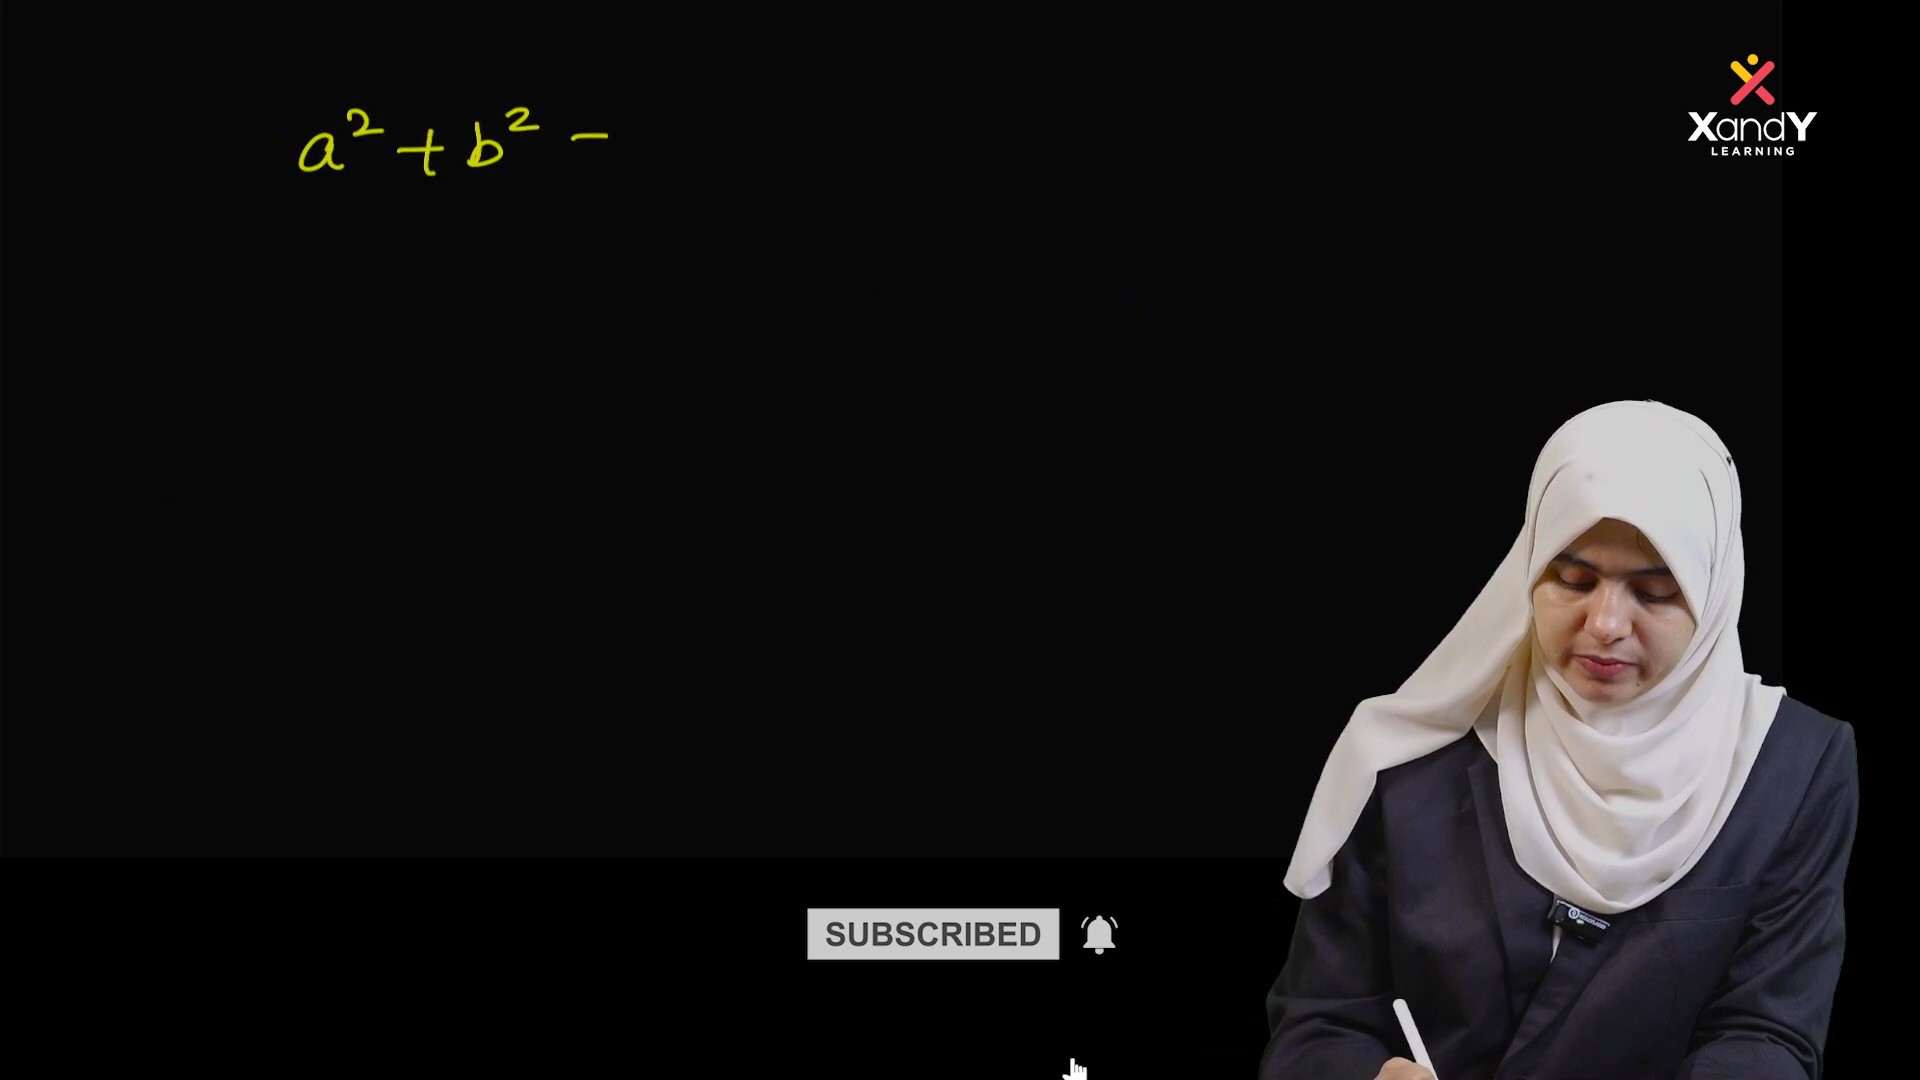 a² + b² −
XandY
LEARNING
SUBSCRIBED